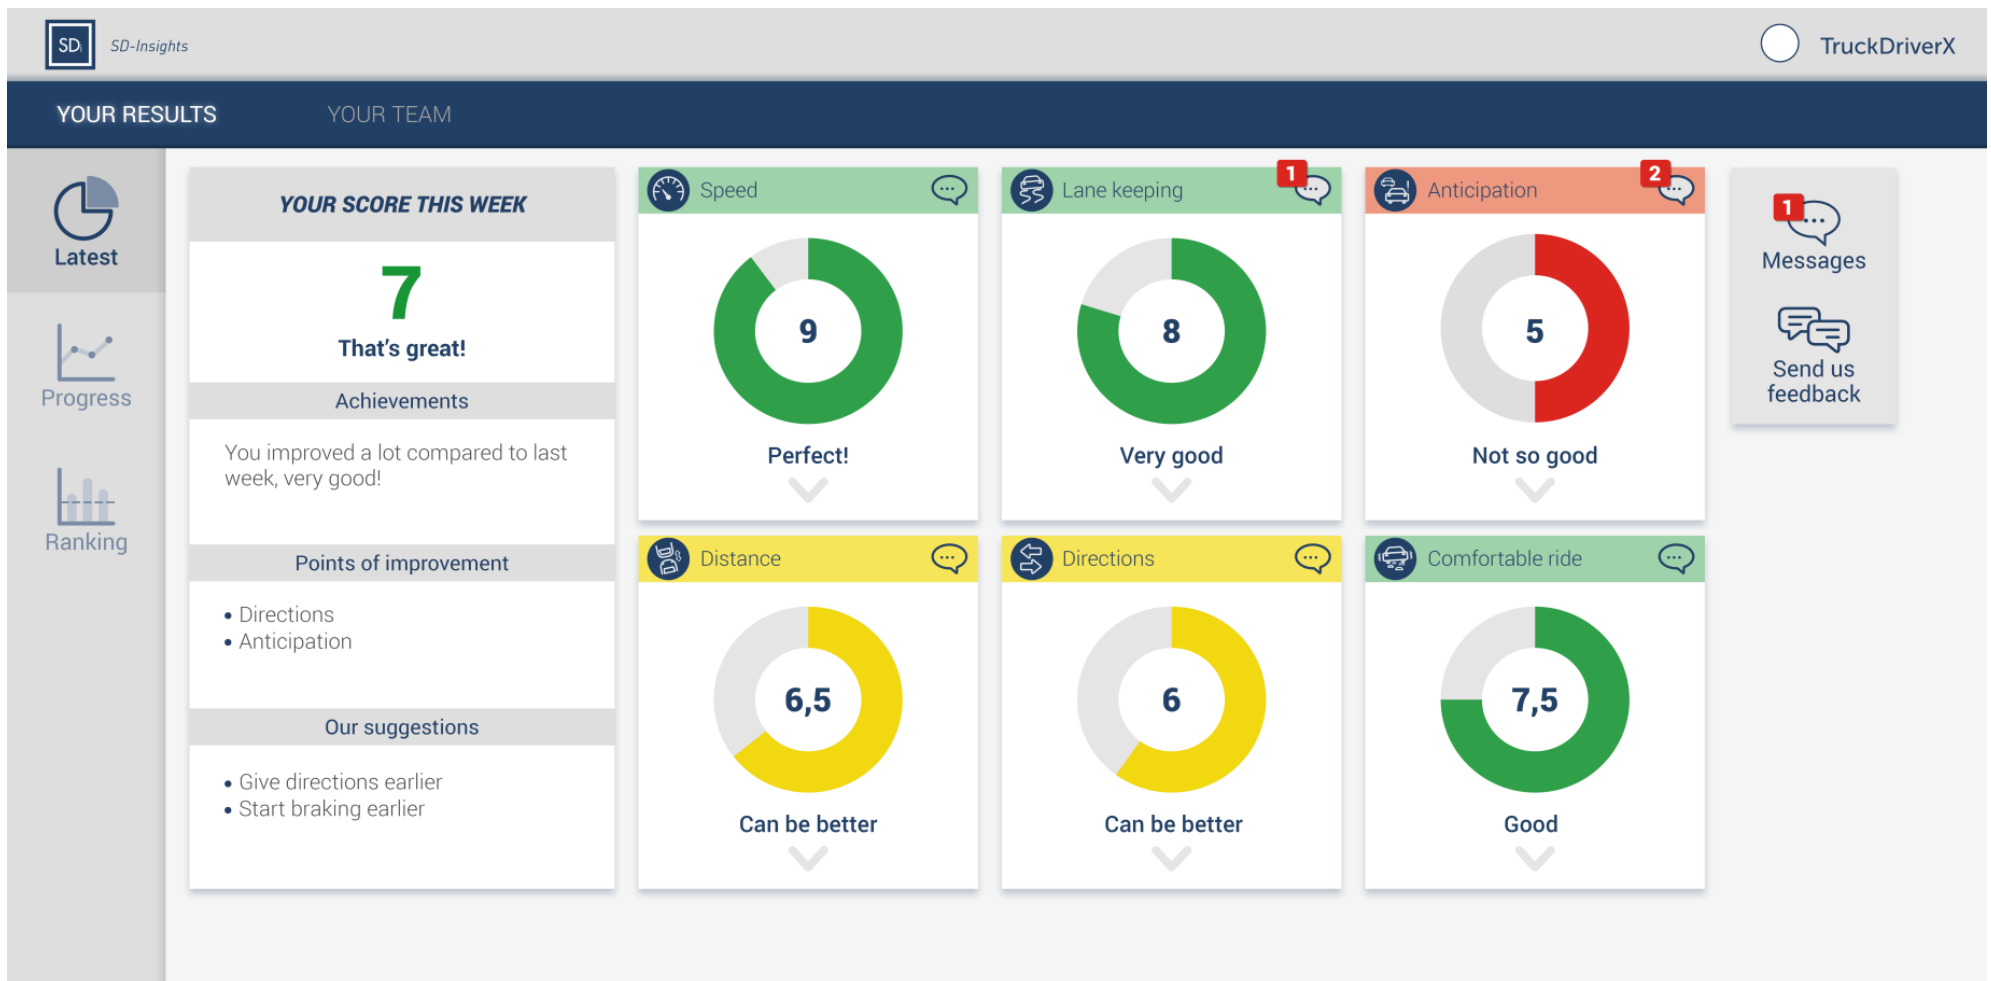 SDi
SD-Insights
TruckDriverX
YOUR RESULTS
YOUR TEAM
Latest
Progress
Ranking
YOUR SCORE THIS WEEK
7
That's great!
Achievements
You improved a lot compared to last
week, very good!
Points of improvement
• Directions
• Anticipation
Our suggestions
• Give directions earlier
• Start braking earlier
Speed
9
Perfect!
Lane keeping
1
8
Very good
Anticipation
2
5
Not so good
Distance
6,5
Can be better
Directions
6
Can be better
Comfortable ride
7,5
Good
1
Messages
Send us
feedback